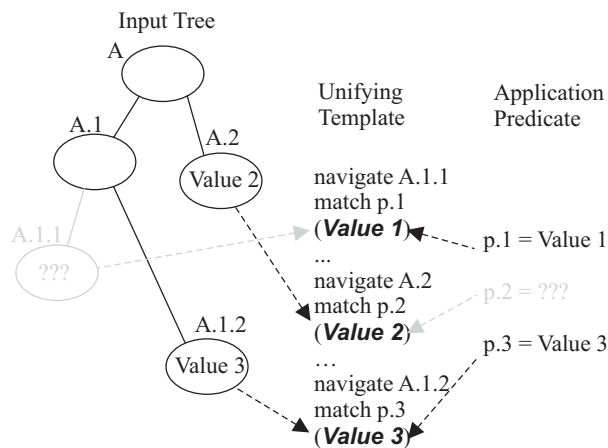 Input Tree
A
A.1
A.2
Value 2
A.1.1
???
A.1.2
Value 3
Unifying
Template
navigate A.1.1
match p.1
(Value 1)
...
navigate A.2
match p.2
(Value 2)
...
navigate A.1.2
match p.3
(Value 3)
Application
Predicate
p.1 = Value 1
p.2 = ???
p.3 = Value 3